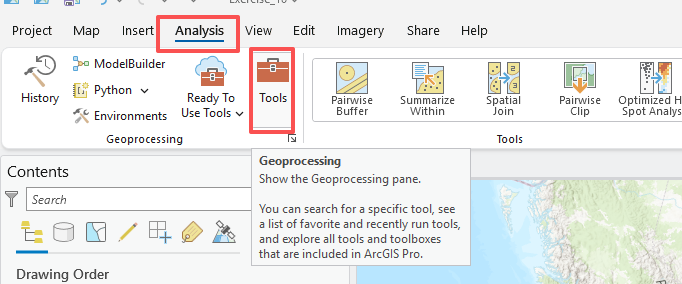 Exercise_10
Project Map Insert Analysis View Edit Imagery Share Help
History
ModelBuilder
Python
Environments
Ready To
Use Tools
Tools
Geoprocessing
Pairwise
Buffer
Summarize
Within
Spatial
Join
Pairwise
Clip
Optimized H
Spot Analys
Tools
Contents
Search
Drawing Order
Geoprocessing
Show the Geoprocessing pane.
You can search for a specific tool, see
a list of favorite and recently run tools,
and explore all tools and toolboxes
that are included in ArcGIS Pro.